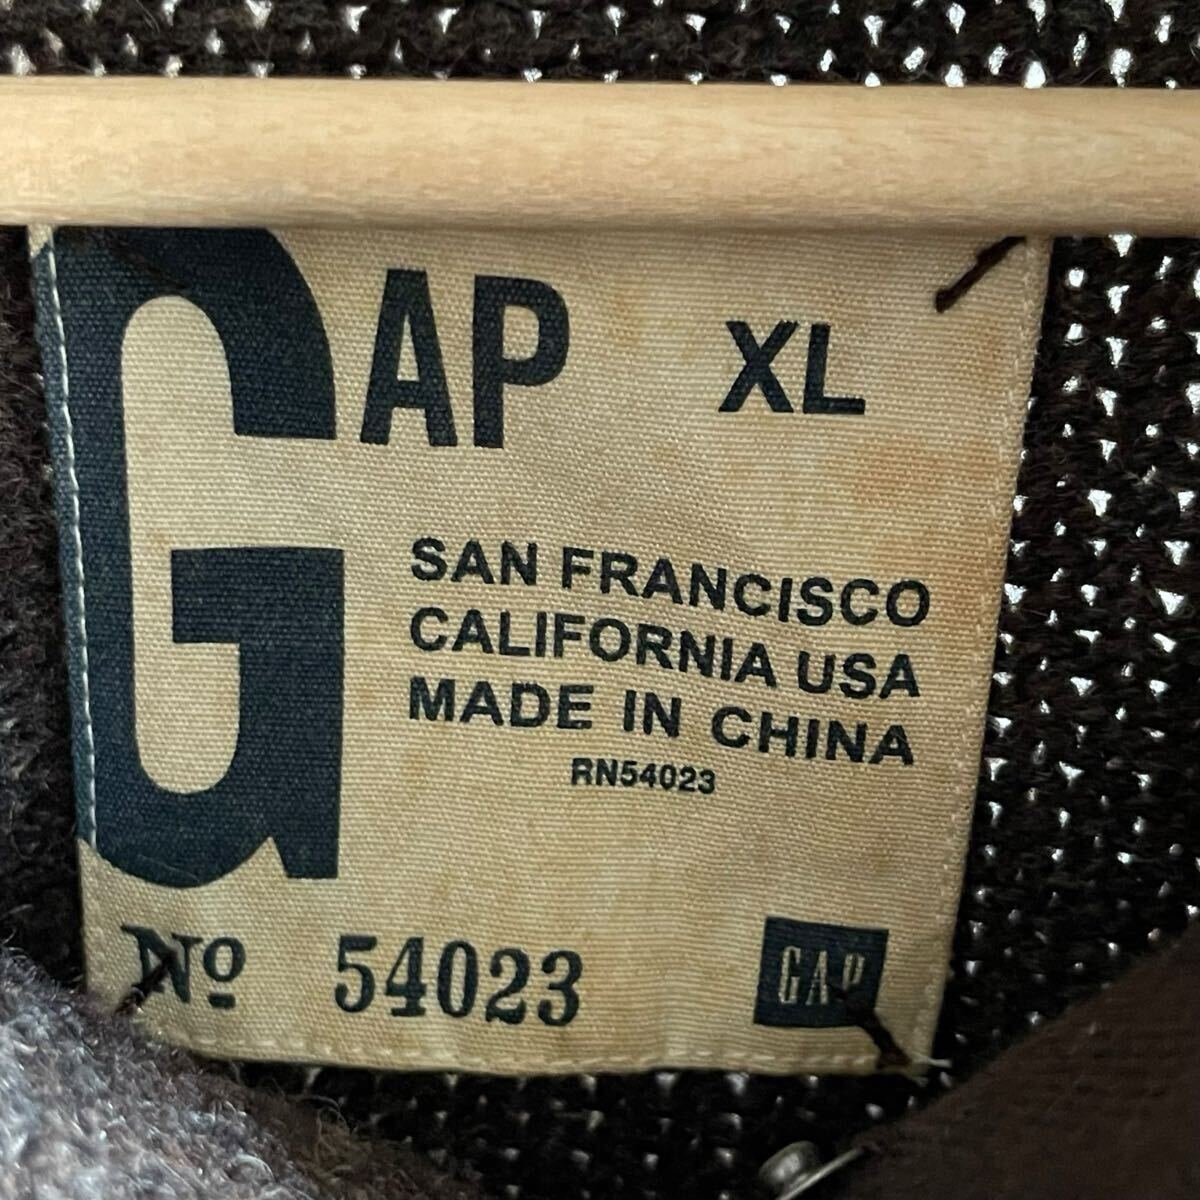 GAP
XL
SAN FRANCISCO
CALIFORNIA USA
MADE IN CHINA
RN54023
Nº 54023
GAP